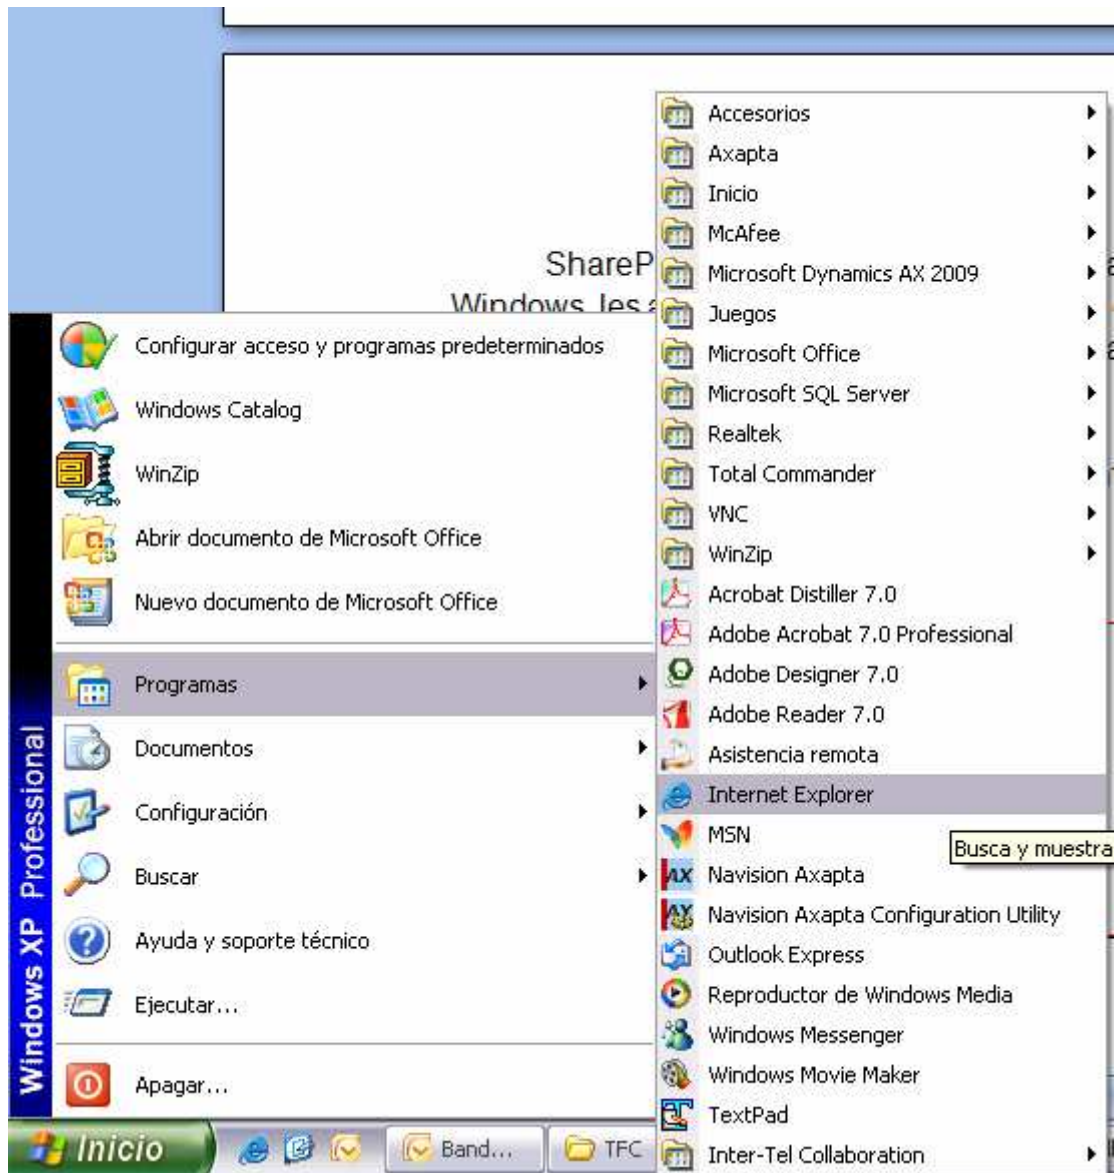 ShareP
Windows, les a
Configurar acceso y programas predeterminados
Windows Catalog
WinZip
Abrir documento de Microsoft Office
Nuevo documento de Microsoft Office
Programas
Documentos
Configuración
Buscar
Ayuda y soporte técnico
Ejecutar...
Apagar...
Windows XP Professional
Accesorios
Axapta
Inicio
McAfee
Microsoft Dynamics AX 2009
Juegos
Microsoft Office
Microsoft SQL Server
Realtek
Total Commander
VNC
WinZip
Acrobat Distiller 7.0
Adobe Acrobat 7.0 Professional
Adobe Designer 7.0
Adobe Reader 7.0
Asistencia remota
Internet Explorer
MSN
Busca y muestra
Navision Axapta
Navision Axapta Configuration Utility
Outlook Express
Reproductor de Windows Media
Windows Messenger
Windows Movie Maker
TextPad
Inter-Tel Collaboration
Inicio
Band...
TFC